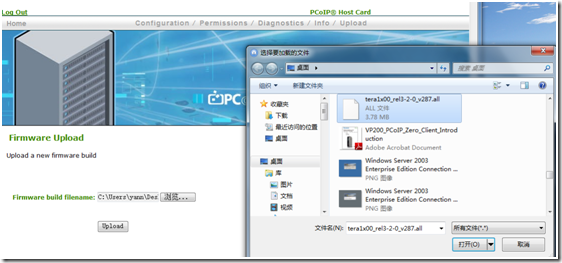 Log Out
PCoIP® Host Card
Home
Configuration / Permissions / Diagnostics / Info / Upload
PC
Firmware Upload
Upload a new firmware build
Firmware build filename: C:\Users\yann\Des 浏览...
Upload
选择要加载的文件
桌面
搜索 桌面
组织 新建文件夹
收藏夹
下载
最近访问的位置
桌面
桌面
库
图片
文档
视频
tera1x00_rel3-2-0_v287.all
ALL 文件
3.78 MB
VP200_PCoIP_Zero_Client_Introduction
Adobe Acrobat Document
Windows Server 2003
Enterprise Edition Connection ...
PNG 图像
Windows Server 2003
Enterprise Edition Connection ...
PNG 图像
文件名(N): tera1x00_rel3-2-0_v287.all
所有文件(*.*)
打开(O)
取消